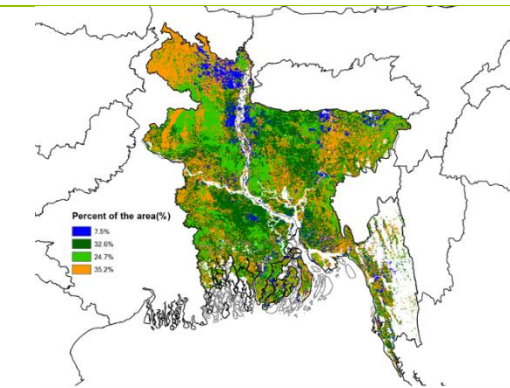 Percent of the area(%)
7.5%
32.6%
24.7%
35.2%